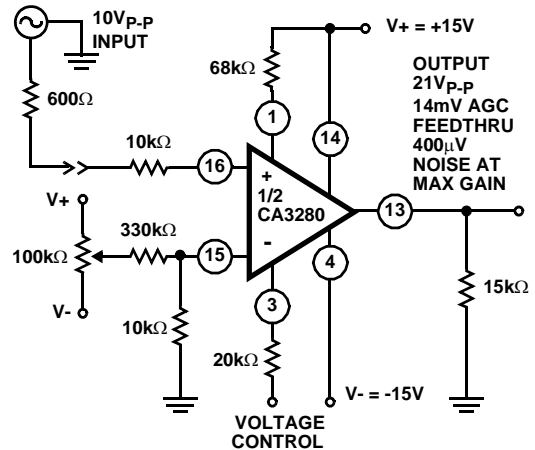 10VP-P
INPUT
600Ω
68kΩ
V+ = +15V
OUTPUT
21VP-P
14mV AGC
FEEDTHRU
400µV
NOISE AT
MAX GAIN
1
14
10kΩ
16
+
1/2
CA3280
-
13
V+
330kΩ
15
100kΩ
V-
10kΩ
3
4
15kΩ
20kΩ
V- = -15V
VOLTAGE
CONTROL